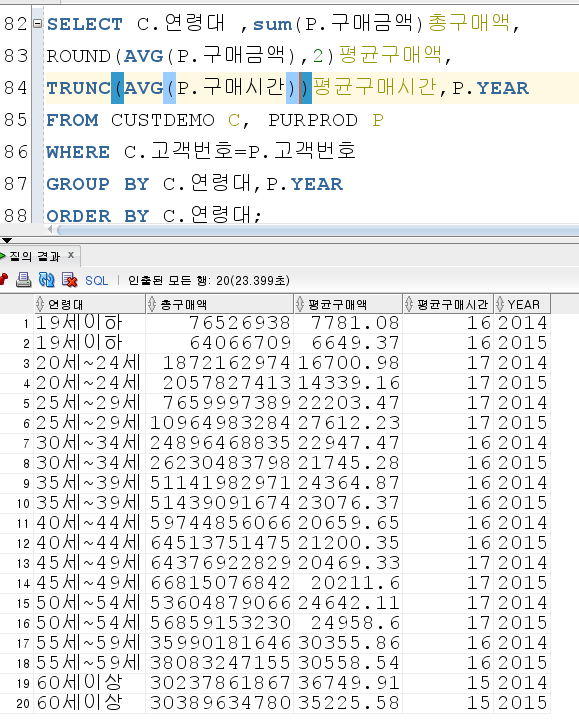 82 SELECT C.연령대 ,sum(P.구매금액)총구매액,
83 ROUND(AVG(P.구매금액),2)평균구매액,
84 TRUNC(AVG(P.구매시간))평균구매시간,P.YEAR
85 FROM CUSTDEMO C, PURPROD P
86 WHERE C.고객번호=P.고객번호
87 GROUP BY C.연령대,P.YEAR
88 ORDER BY C.연령대;
질의 결과 x
SQL | 인출된 모든 행: 20(23.399초)
연령대 총구매액 평균구매액 평균구매시간 YEAR
1 19세이하 76526938 7781.08 16 2014
2 19세이하 64066709 6649.37 16 2015
3 20세~24세 1872162974 16700.98 17 2014
4 20세~24세 2057827413 14339.16 17 2015
5 25세~29세 7659997389 22203.47 17 2014
6 25세~29세 10964983284 27612.23 17 2015
7 30세~34세 24896468835 22947.47 16 2014
8 30세~34세 26230483798 21745.28 16 2015
9 35세~39세 51141982971 24364.87 16 2014
10 35세~39세 51439091674 23076.37 16 2015
11 40세~44세 59744856066 20659.65 16 2014
12 40세~44세 64513751475 21200.35 16 2015
13 45세~49세 64376922829 20469.33 17 2014
14 45세~49세 66815076842 20211.6 17 2015
15 50세~54세 53604879066 24642.11 17 2014
16 50세~54세 56859153230 24958.6 17 2015
17 55세~59세 35990181646 30355.86 16 2014
18 55세~59세 38083247155 30558.54 16 2015
19 60세이상 30237861867 36749.91 15 2014
20 60세이상 30389634780 35225.58 15 2015